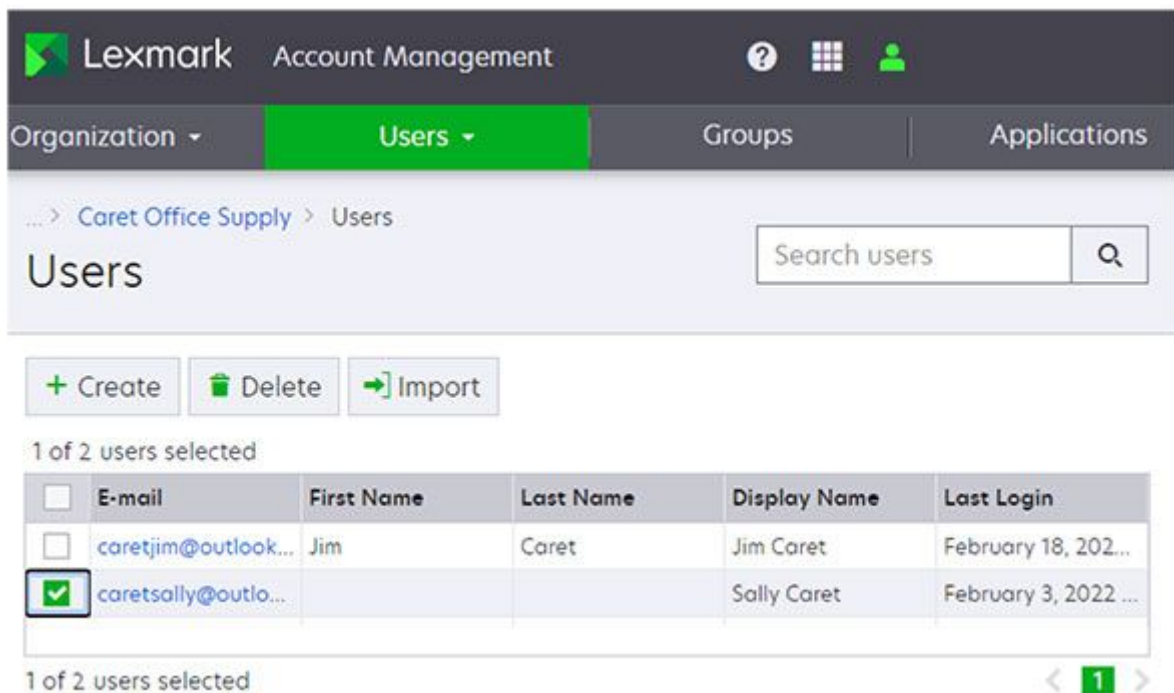 Lexmark Account Management ?
Organization Users Groups Applications
... > Caret Office Supply > Users
Users
Search users
+ Create Delete Import
1 of 2 users selected
E-mail First Name Last Name Display Name Last Login
caretjim@outlook... Jim Caret Jim Caret February 18, 202...
caretsally@outlo... Sally Caret February 3, 2022 ...
1 of 2 users selected < 1 >